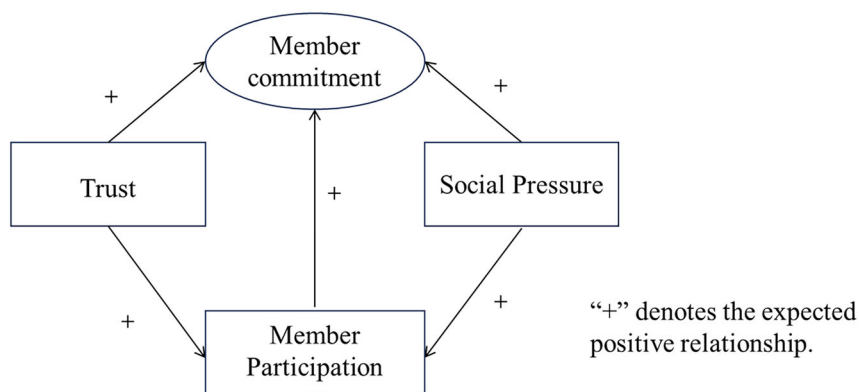 Member
commitment
+
+
Trust
Social Pressure
+
+
+
Member
Participation
“+” denotes the expected
positive relationship.